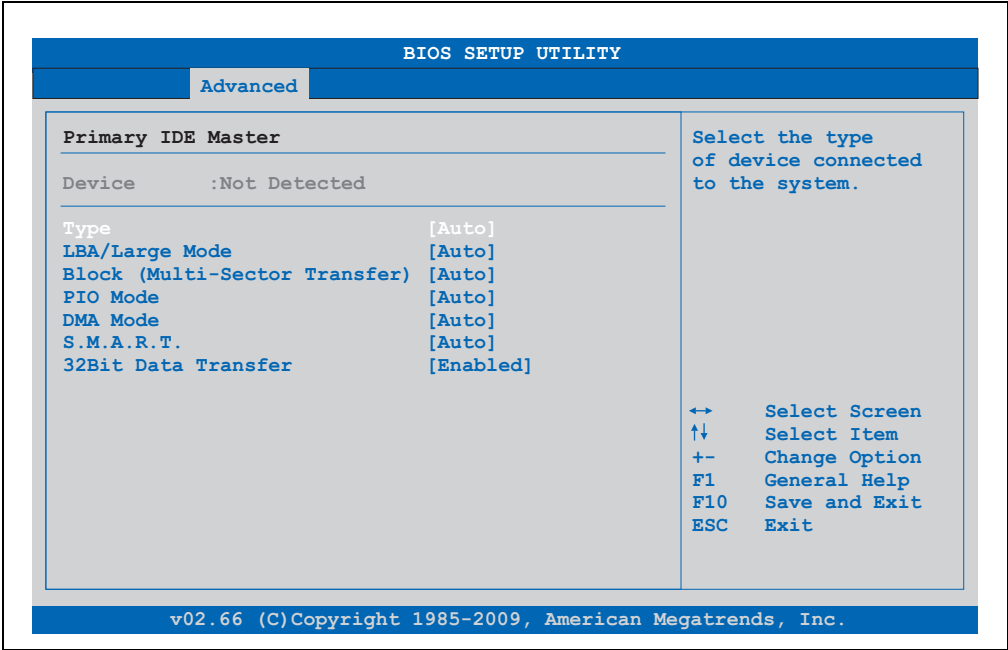 BIOS SETUP UTILITY
Advanced
Primary IDE Master
Device :Not Detected
Type [Auto]
LBA/Large Mode [Auto]
Block (Multi-Sector Transfer) [Auto]
PIO Mode [Auto]
DMA Mode [Auto]
S.M.A.R.T. [Auto]
32Bit Data Transfer [Enabled]
Select the type
of device connected
to the system.
↔ Select Screen
↑↓ Select Item
+- Change Option
F1 General Help
F10 Save and Exit
ESC Exit
v02.66 (C)Copyright 1985-2009, American Megatrends, Inc.